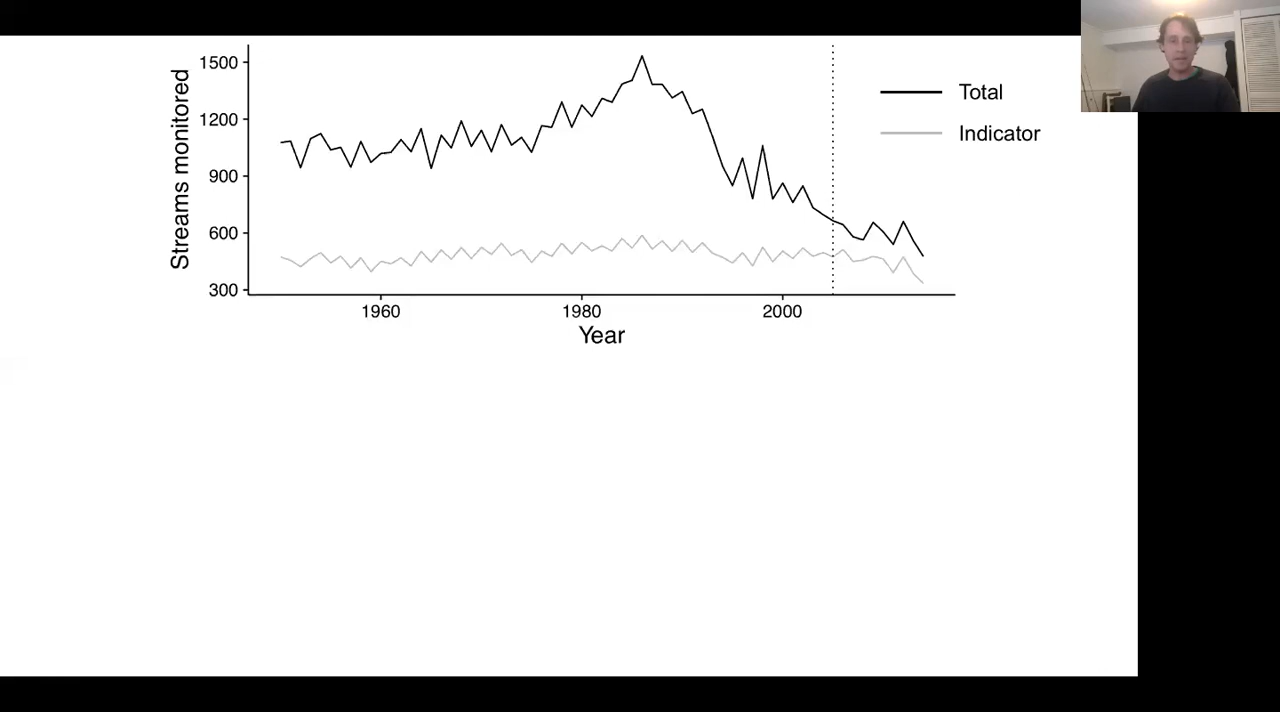 Streams monitored
1500
1200
900
600
300
1960 1980 2000
Year
Total
Indicator